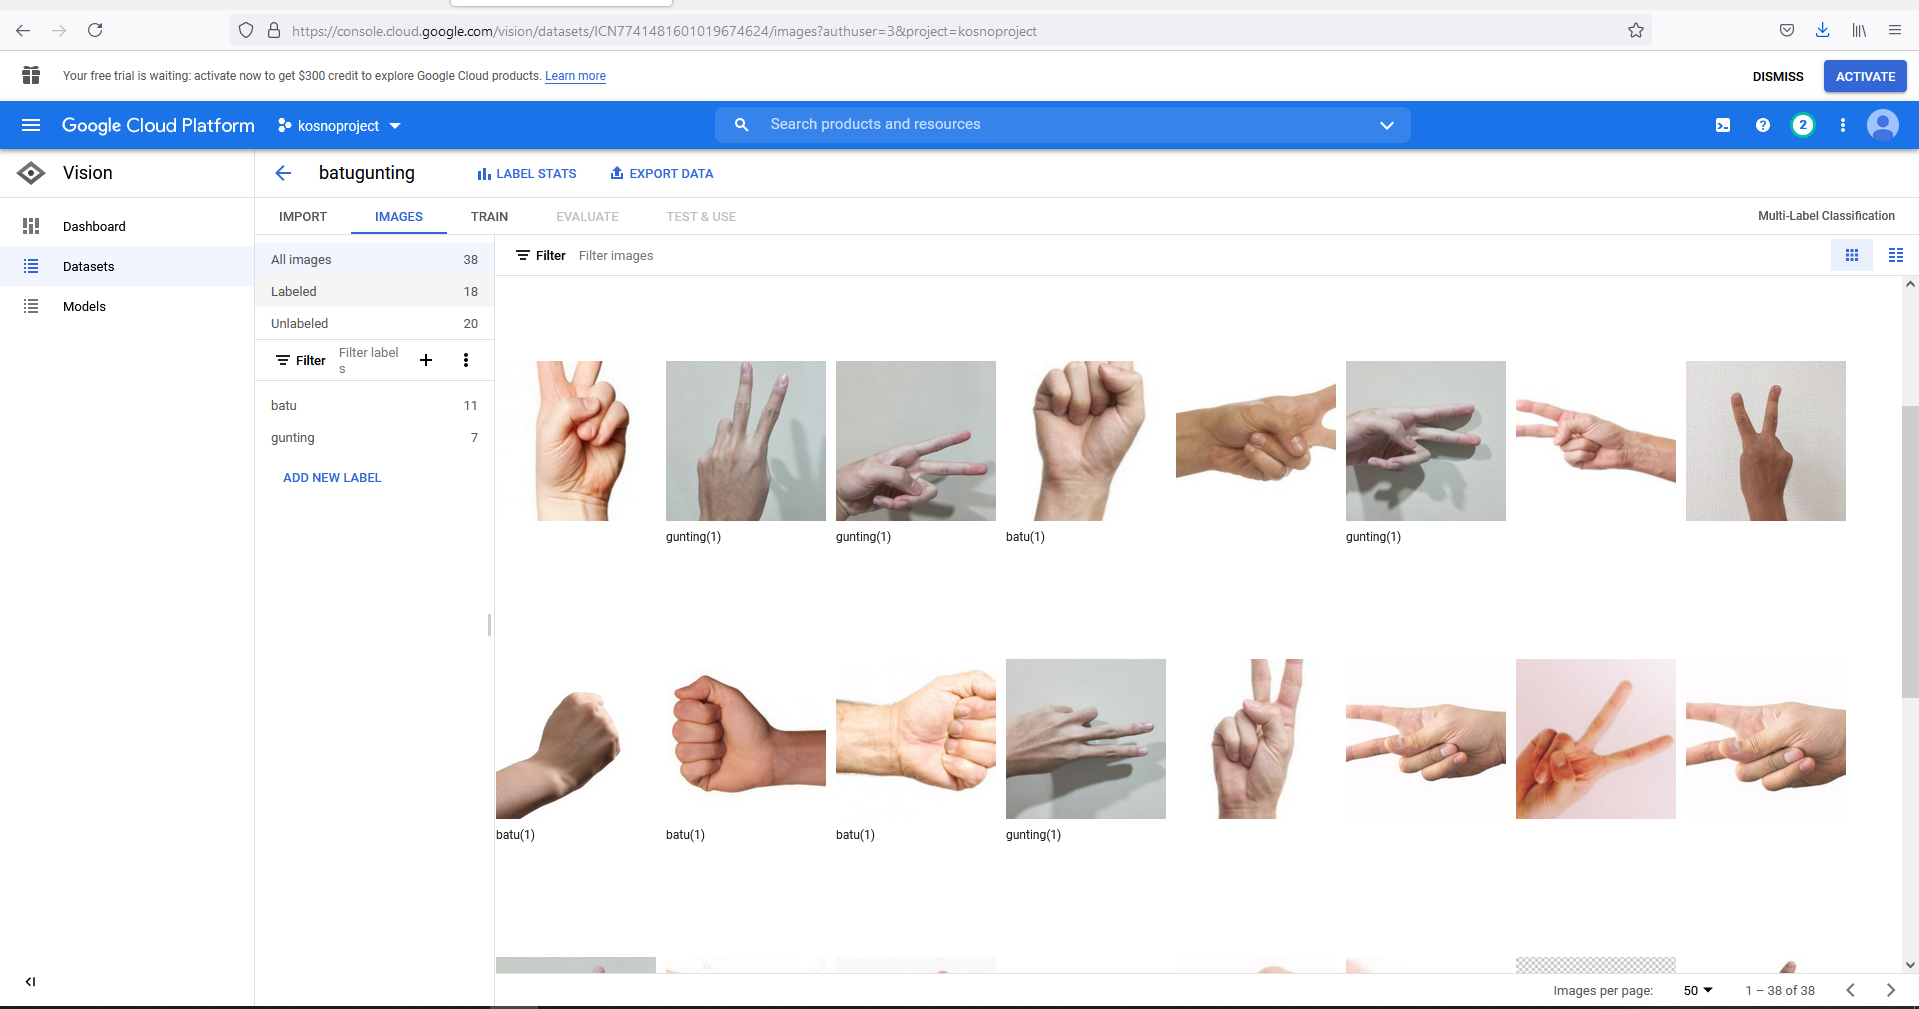 https://console.cloud.google.com/vision/datasets/ICN7741481601019674624/images?authuser=3&project=kosnoproject
Your free trial is waiting: activate now to get $300 credit to explore Google Cloud products. Learn more
DISMISS
ACTIVATE
Google Cloud Platform
kosnoproject
Search products and resources
2
Vision
batugunting
LABEL STATS
EXPORT DATA
Dashboard
Datasets
Models
IMPORT
IMAGES
TRAIN
EVALUATE
TEST & USE
Multi-Label Classification
All images 38
Labeled 18
Unlabeled 20
Filter
Filter label
s
batu 11
gunting 7
ADD NEW LABEL
Filter
Filter images
gunting(1)
gunting(1)
batu(1)
gunting(1)
batu(1)
batu(1)
batu(1)
gunting(1)
Images per page:
50
1 – 38 of 38